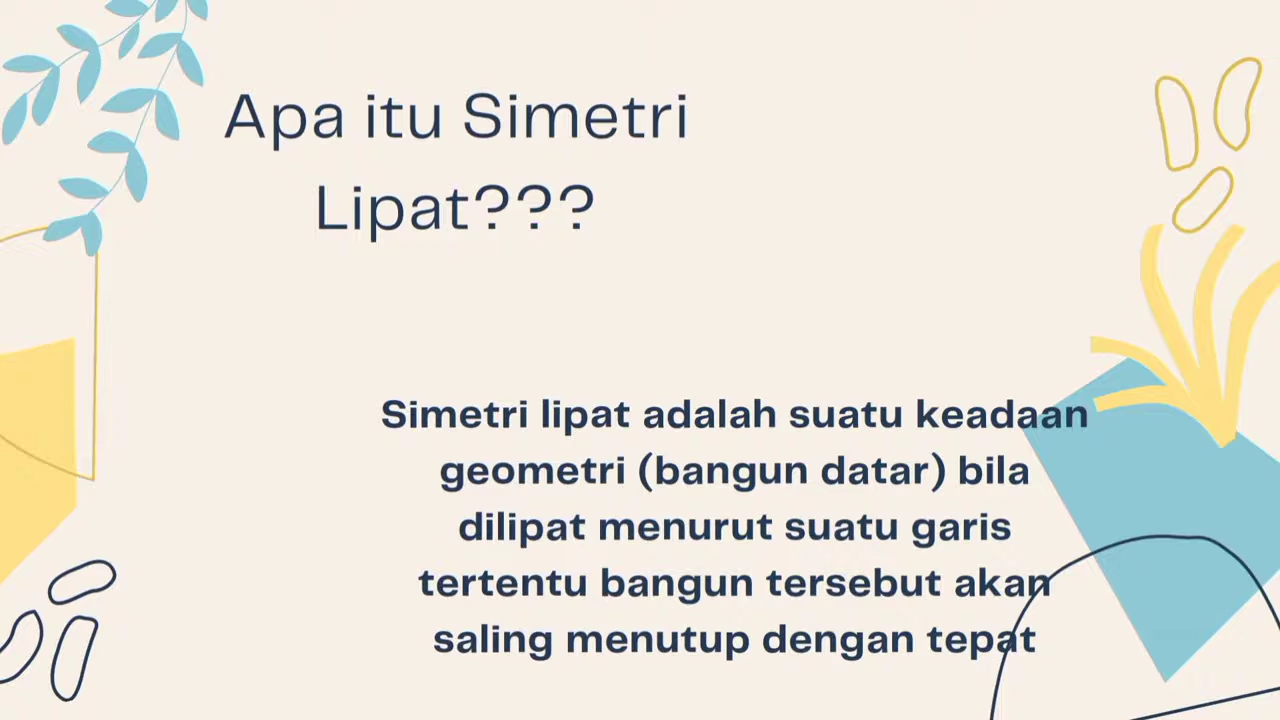 Apa itu Simetri
Lipat???
Simetri lipat adalah suatu keadaan
geometri (bangun datar) bila
dilipat menurut suatu garis
tertentu bangun tersebut akan
saling menutup dengan tepat